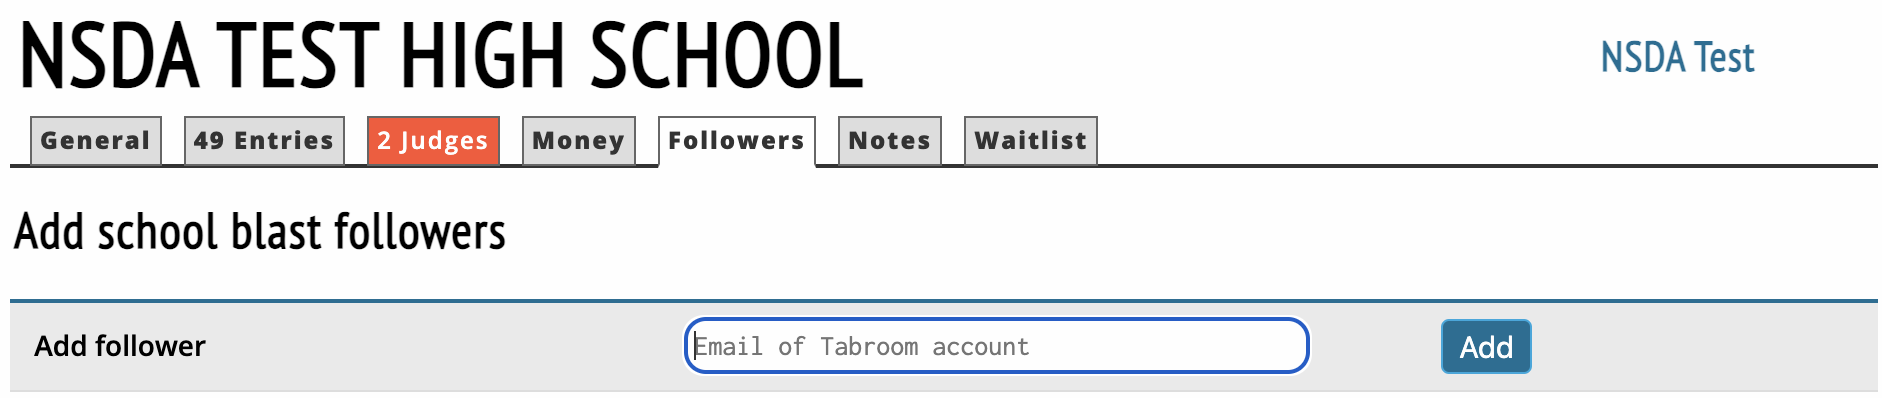 NSDA TEST HIGH SCHOOL
NSDA Test
General 49 Entries 2 Judges Money Followers Notes Waitlist
Add school blast followers
Add follower Email of Tabroom account Add